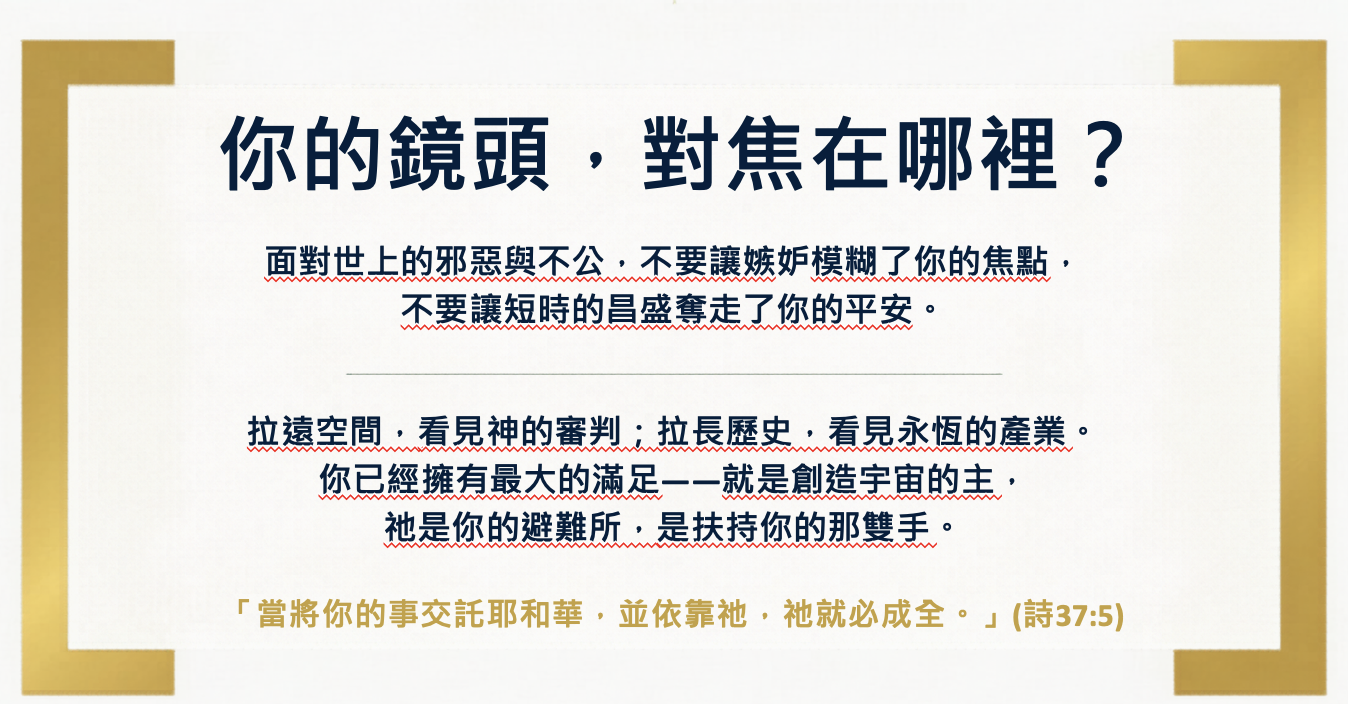 你的鏡頭，對焦在哪裡？
面對世上的邪惡與不公，不要讓嫉妒模糊了你的焦點，
不要讓短時的昌盛奪走了你的平安。
拉遠空間，看見神的審判；拉長歷史，看見永恆的產業。
你已經擁有最大的滿足——就是創造宇宙的主，
祂是你的避難所，是扶持你的那雙手。
「當將你的事交託耶和華，並依靠祂，祂就必成全。」(詩37:5)